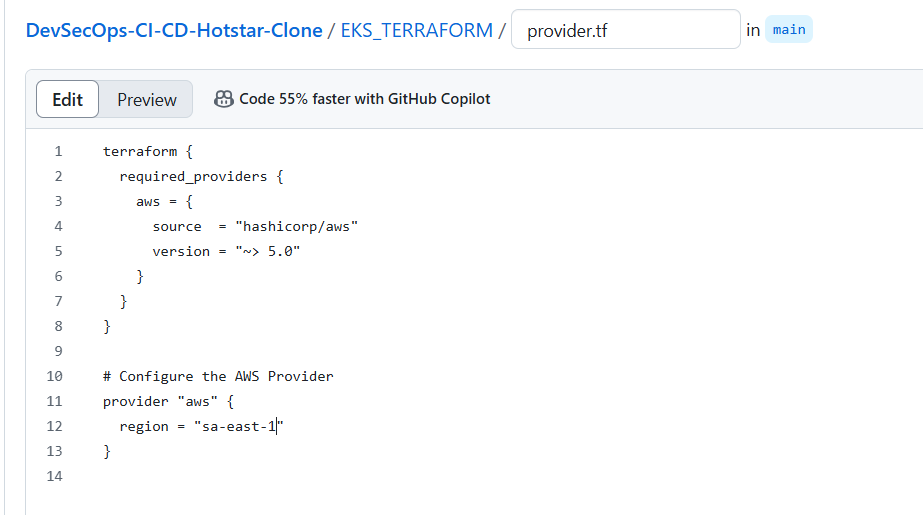 DevSecOps-CI-CD-Hotstar-Clone / EKS_TERRAFORM / provider.tf in main
Edit Preview Code 55% faster with GitHub Copilot
1 terraform {
2 required_providers {
3 aws = {
4 source  = "hashicorp/aws"
5 version = "~> 5.0"
6 }
7 }
8 }
9
10 # Configure the AWS Provider
11 provider "aws" {
12 region = "sa-east-1"
13 }
14